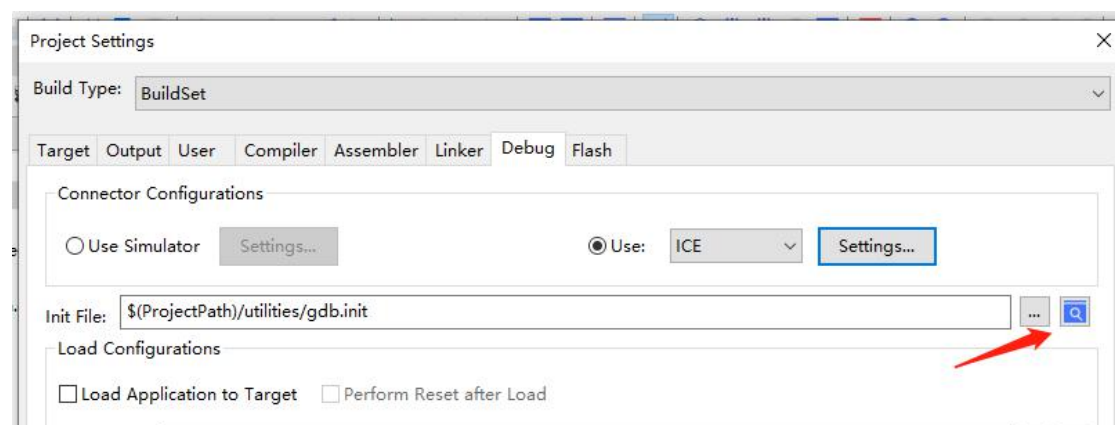 Project Settings
Build Type: BuildSet
Target Output User Compiler Assembler Linker Debug Flash
Connector Configurations
Use Simulator Settings... Use: ICE Settings...
Init File: $(ProjectPath)/utilities/gdb.init ...
Load Configurations
Load Application to Target Perform Reset after Load